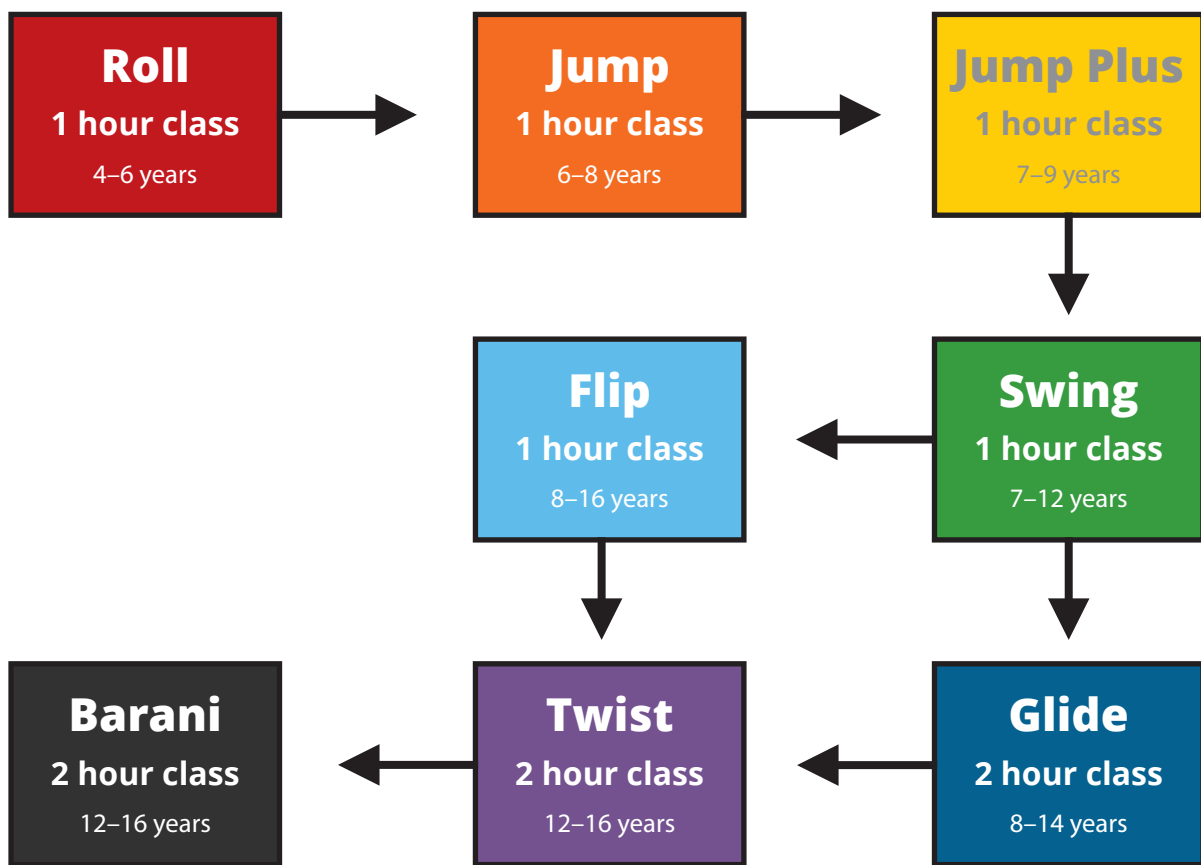 Roll
1 hour class
4–6 years
Jump
1 hour class
6–8 years
Jump Plus
1 hour class
7–9 years
Flip
1 hour class
8–16 years
Swing
1 hour class
7–12 years
Barani
2 hour class
12–16 years
Twist
2 hour class
12–16 years
Glide
2 hour class
8–14 years